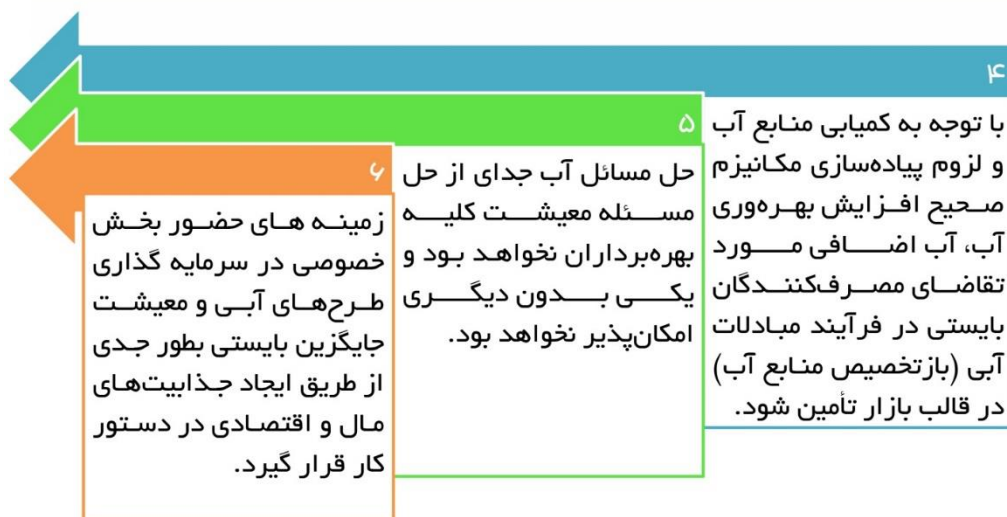 ۴
با توجه به کمیابی منابع آب
و لزوم پیاده‌سازی مکانیزم
صحیح افزایش بهره‌وری
آب، آب اضافی مورد
تقاضای مصرف‌کنندگان
بایستی در فرآیند مبادلات
آبی (بازتخصیص منابع آب)
در قالب بازار تأمین شود.
۵
حل مسائل آب جدای از حل
مسئله معیشت کلیه
بهره‌برداران نخواهد بود و
یکی بدون دیگری
امکان‌پذیر نخواهد بود.
۶
زمینه های حضور بخش
خصوصی در سرمایه گذاری
طرح‌های آبی و معیشت
جایگزین بایستی بطور جدی
از طریق ایجاد جذابیت‌های
مال و اقتصادی در دستور
کار قرار گیرد.